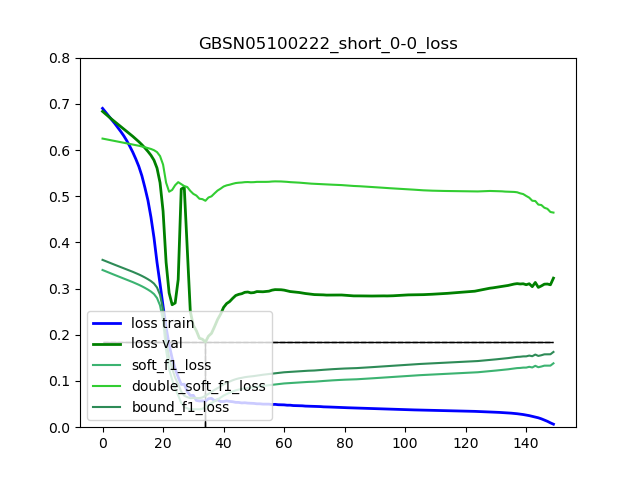 GBSN05100222_short_0-0_loss
0.8
0.7
0.6
0.5
0.4
0.3
0.2
0.1
0.0
loss train
loss val
soft_f1_loss
double_soft_f1_loss
bound_f1_loss
0 20 40 60 80 100 120 140